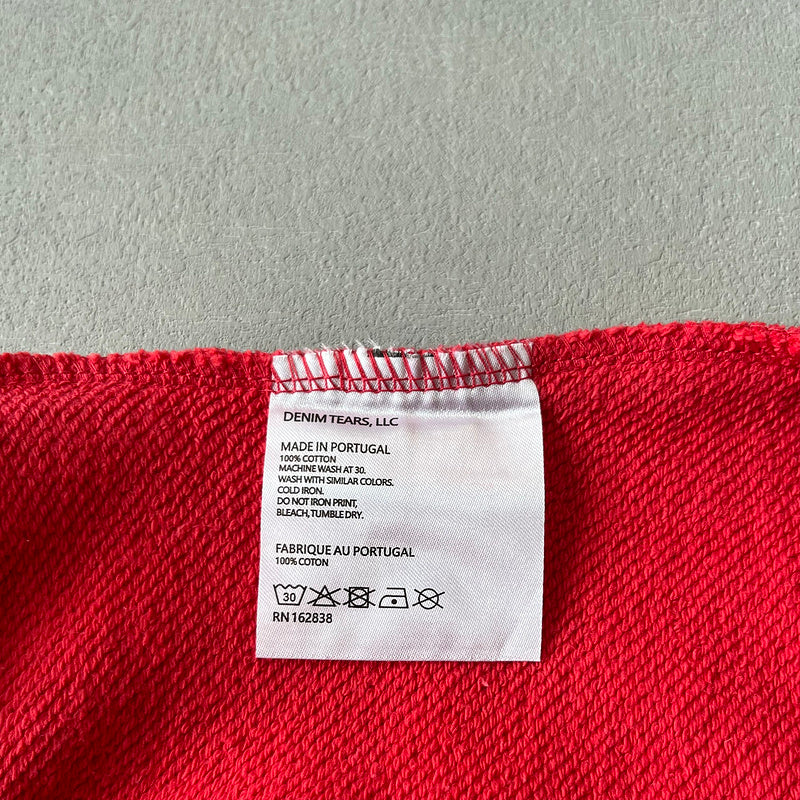 DENIM TEARS, LLC
MADE IN PORTUGAL
100% COTTON
MACHINE WASH AT 30.
WASH WITH SIMILAR COLORS.
COLD IRON.
DO NOT IRON PRINT,
BLEACH, TUMBLE DRY.
FABRIQUE AU PORTUGAL
100% COTON
30
RN 162838